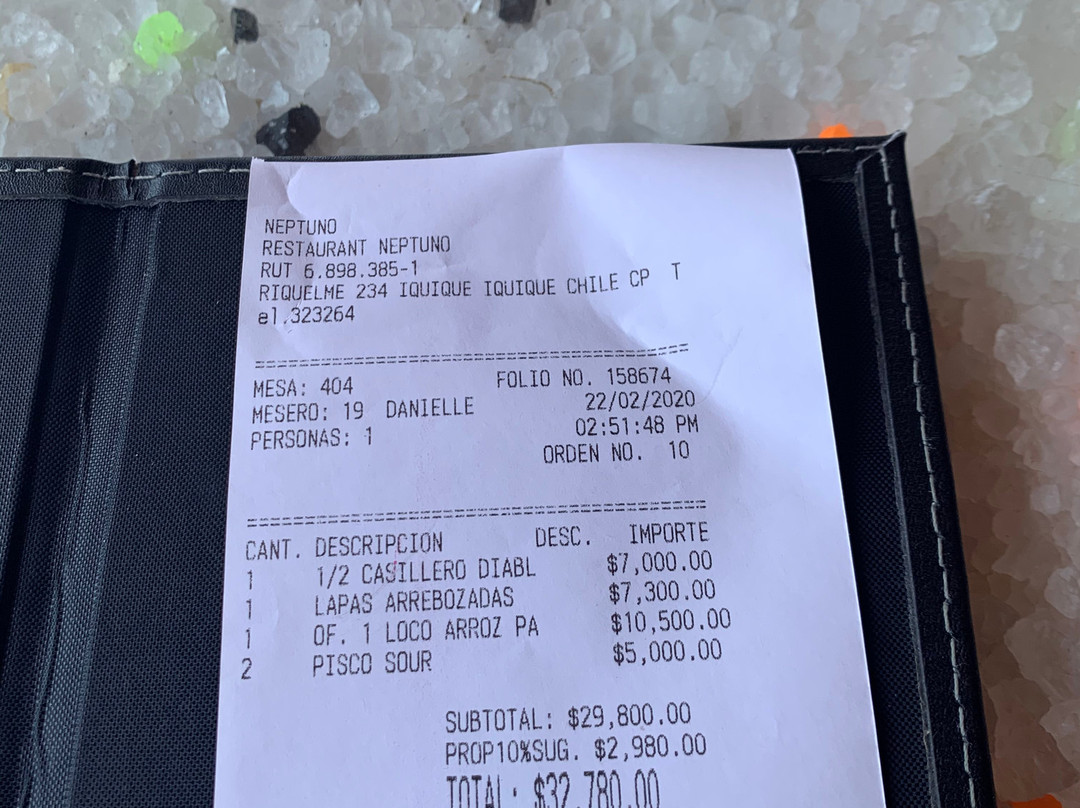 NEPTUNO
RESTAURANT NEPTUNO
RUT 6.898.385-1
RIQUELME 234 IQUIQUE IQUIQUE CHILE CP T
el.323264
MESA: 404 FOLIO NO. 158674
MESERO: 19 DANIELLE 22/02/2020
PERSONAS: 1 02:51:48 PM
ORDEN NO. 10
CANT. DESCRIPCION DESC. IMPORTE
1 1/2 CASILLERO DIABL $7,000.00
1 LAPAS ARREBOZADAS $7,300.00
1 OF. 1 LOCO ARROZ PA $10,500.00
2 PISCO SOUR $5,000.00
SUBTOTAL: $29,800.00
PROP10%SUG. $2,980.00
TOTAL: $32,780.00